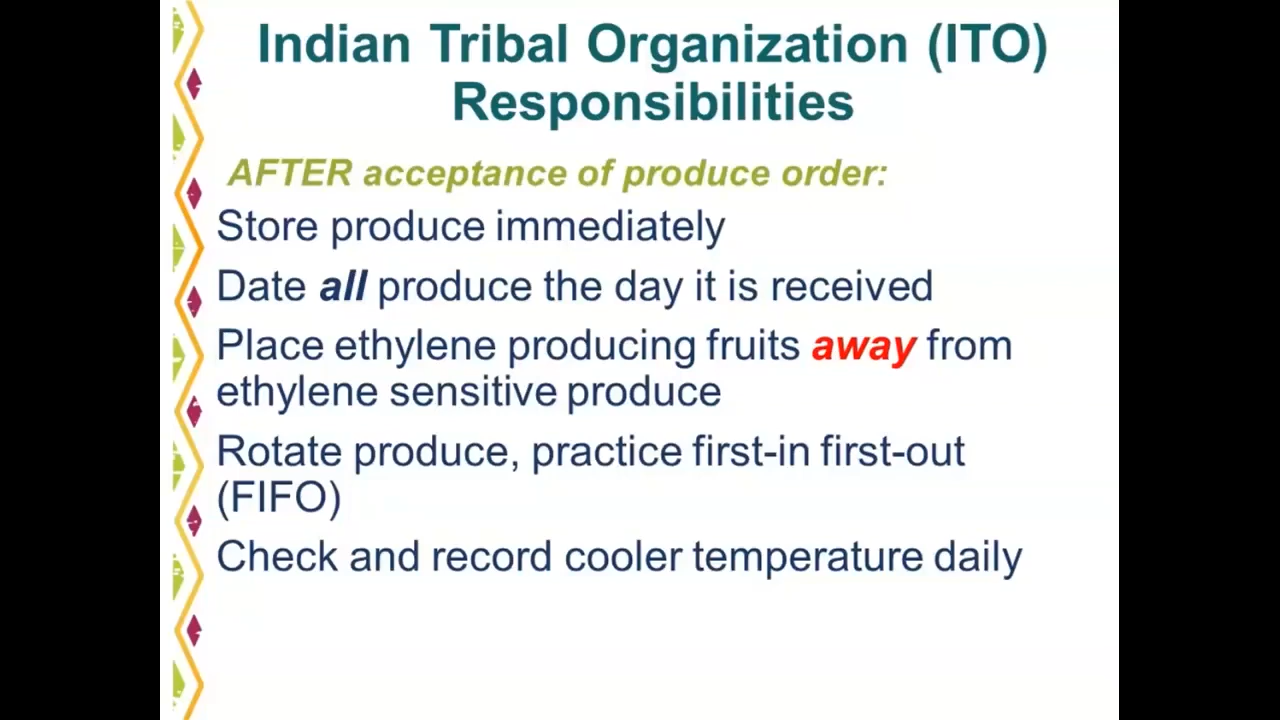 Indian Tribal Organization (ITO)
Responsibilities
AFTER acceptance of produce order:
Store produce immediately
Date all produce the day it is received
Place ethylene producing fruits away from
ethylene sensitive produce
Rotate produce, practice first-in first-out
(FIFO)
Check and record cooler temperature daily